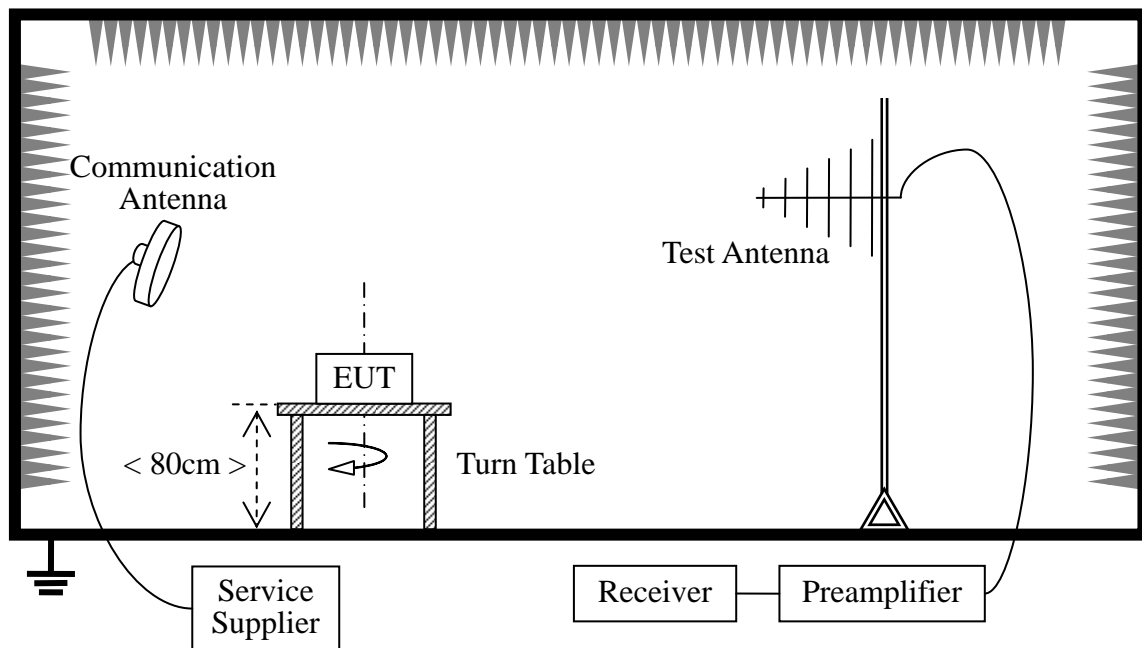 Communication
Antenna
Test Antenna
EUT
< 80cm >
Turn Table
Service
Supplier
Receiver
Preamplifier